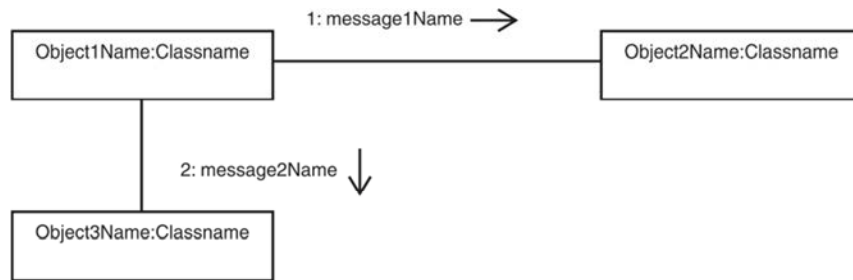 1: message1Name
Object1Name:Classname
Object2Name:Classname
2: message2Name
Object3Name:Classname